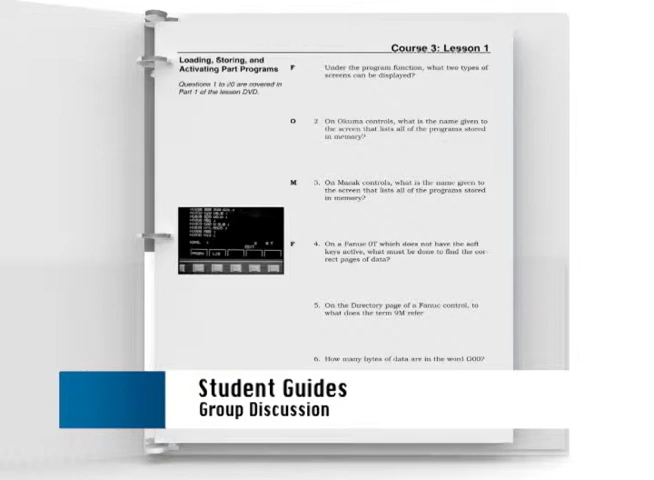 Course 3: Lesson 1
Loading, Storing, and
Activating Part Programs
Questions 1 to 20 are covered in
Part 1 of the lesson DVD.
F
Under the program function, what two types of
screens can be displayed?
O
2 On Okuma controls, what is the name given to
the screen that lists all of the programs stored
in memory?
M
3. On Mazak controls, what is the name given to
the screen that lists all of the programs stored
in memory?
F
4. On a Fanuc 0T which does not have the soft
keys active, what must be done to find the cor-
rect pages of data?
5. On the Directory page of a Fanuc control, to
what does the term 9M refer
6. How many bytes of data are in the word G00?
Student Guides
Group Discussion